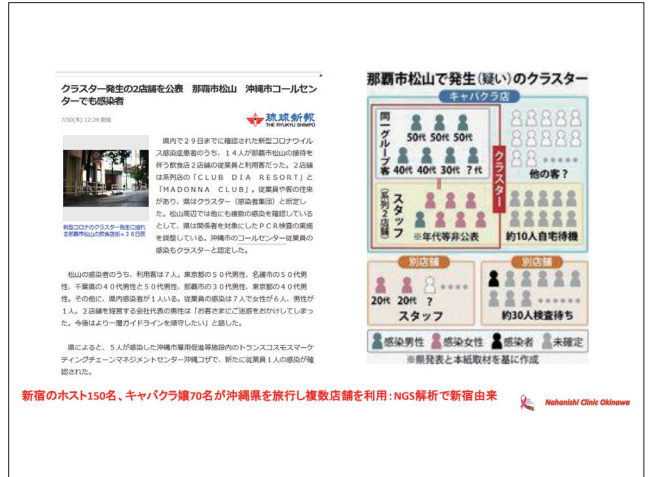 クラスター発生の2店舗を公表　那覇市松山　沖縄市コールセン
ターでも感染者
7/30(木) 12:29 配信
琉球新報
THE RYUKYU SHIMPO
県内で２９日までに確認された新型コロナウイル
ス感染症患者のうち、１４人が那覇市松山の接待を
伴う飲食店２店舗の従業員と利用客だった。２店舗
は系列店の「ＣＬＵＢ　ＤＩＡ　ＲＥＳＯＲＴ」と
「ＭＡＤＯＮＮＡ　ＣＬＵＢ」。従業員や客の往来
があり、県はクラスター（感染者集団）と断定し
た。松山周辺では他にも複数の感染を確認している
として、県は関係者を対象にしたＰＣＲ検査の実施
を調整している。沖縄市のコールセンター従業員の
感染もクラスターと認定した。
新型コロナのクラスター発生に揺れ
る那覇市松山の飲食店街＝２８日夜
松山の感染者のうち、利用客は７人。東京都の５０代男性、名護市の５０代男
性、千葉県の４０代男性と５０代男性、那覇市の３０代男性、東京都の４０代男
性。その他に、県内感染者が１人いる。従業員の感染は７人で女性が６人、男性が
１人。２店舗を経営する会社代表の男性は「お客さまにご迷惑をおかけしてしまっ
た。今後はより一層ガイドラインを順守したい」と話した。
県によると、５人が感染した沖縄市雇用促進等施設内のトランスコスモスマーケ
ティングチェーンマネジメントセンター沖縄コザで、新たに従業員１人の感染が確
認された。
那覇市松山で発生(疑い)のクラスター
キャバクラ店
同一グループ客
50代 50代 50代
40代 40代 30代 ？代
クラスター
他の客？
スタッフ
(系列２店舗)
※年代等非公表
約10人自宅待機
別店舗
20代 20代 ？
スタッフ
別店舗
約30人検査待ち
感染男性 感染女性 感染者 未確定
※県発表と本紙取材を基に作成
新宿のホスト150名、キャバクラ嬢70名が沖縄県を旅行し複数店舗を利用：NGS解析で新宿由来
Nahanishi Clinic Okinawa